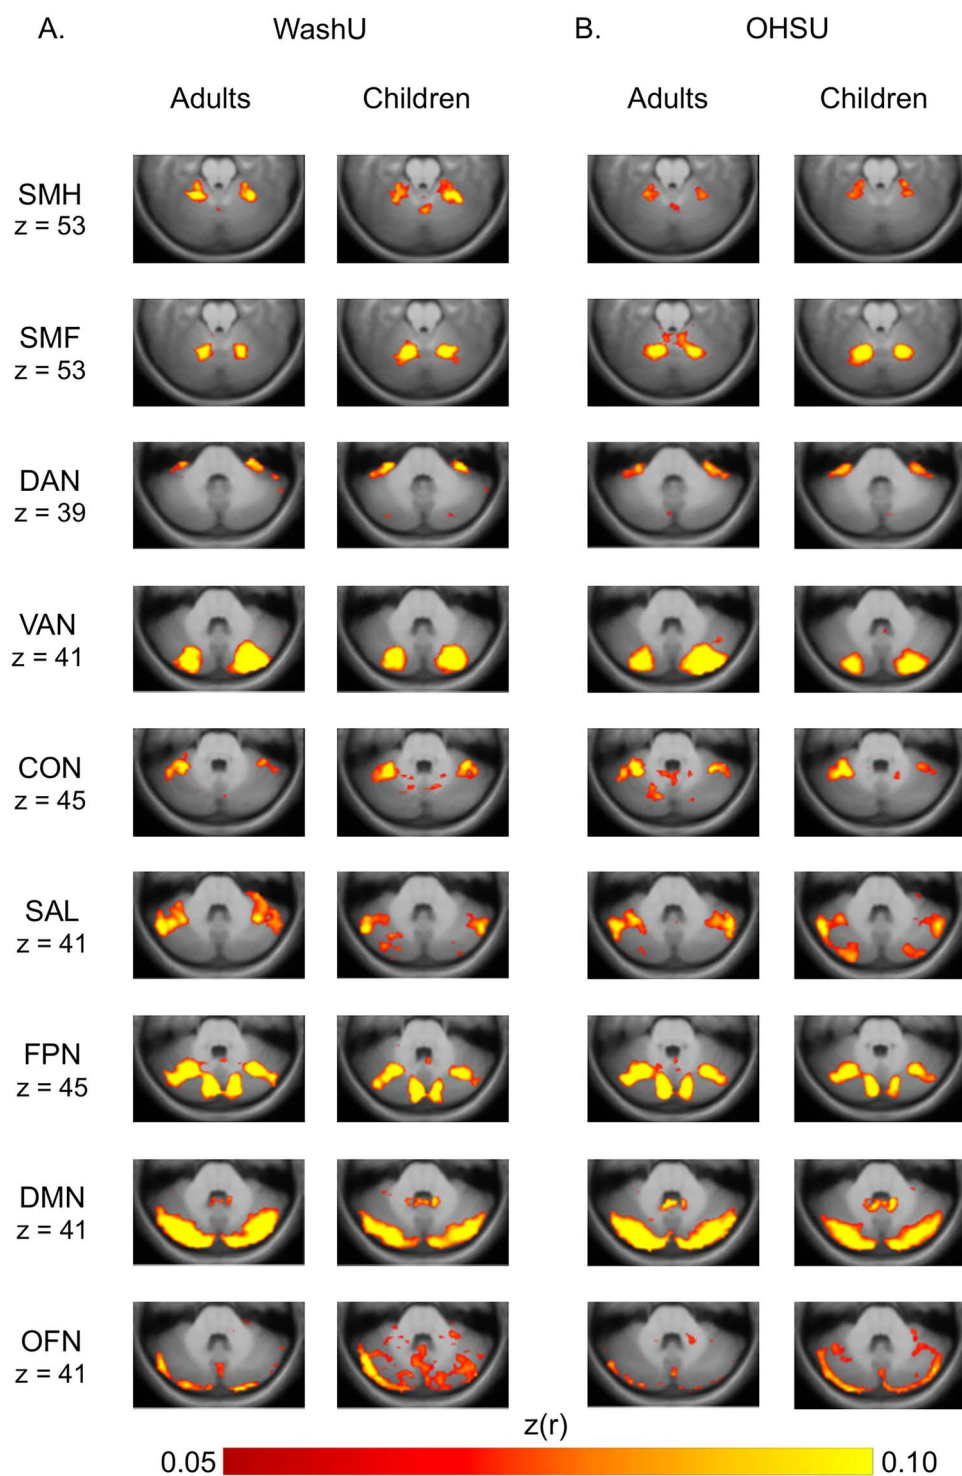 A. WashU B. OHSU
Adults Children Adults Children
SMH
z = 53
SMF
z = 53
DAN
z = 39
VAN
z = 41
CON
z = 45
SAL
z = 41
FPN
z = 45
DMN
z = 41
OFN
z = 41
z(r)
0.05 0.10